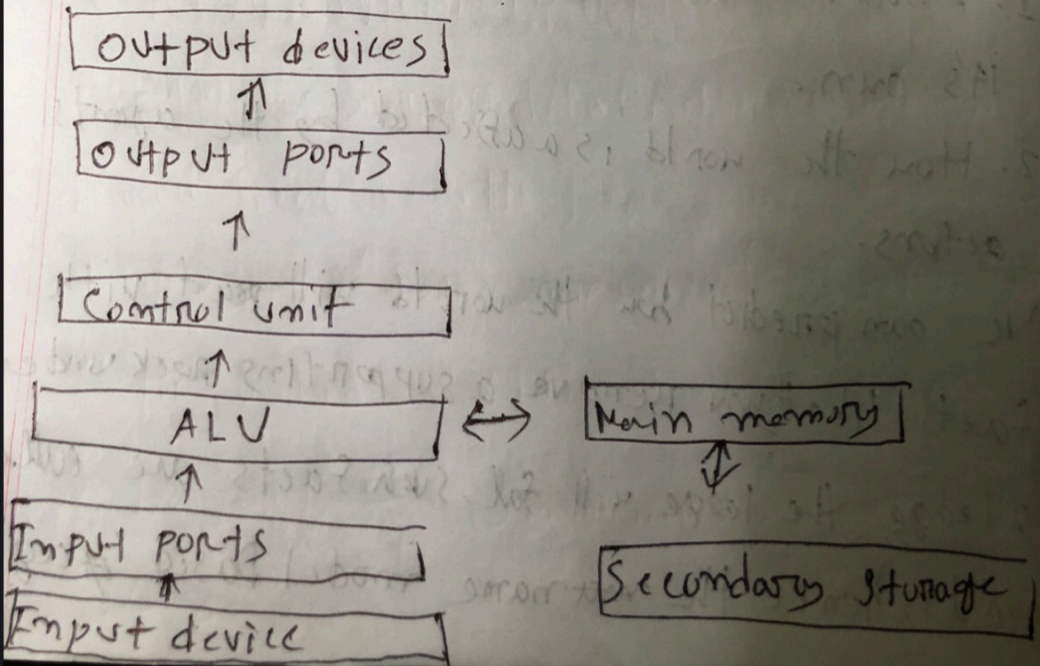 Output devices
Output ports
Control unit
ALU
Main memory
Input ports
Secondary storage
Input device